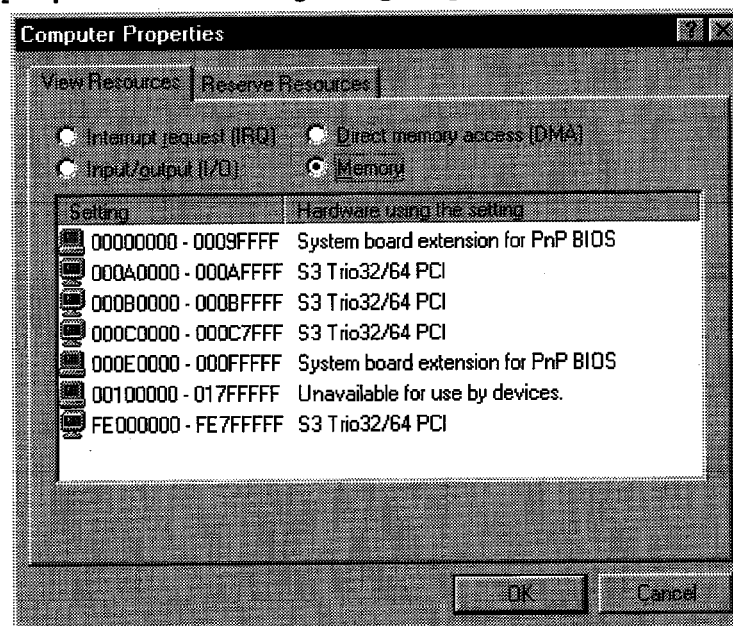 Computer Properties
View Resources Reserve Resources
Interrupt request (IRQ) Direct memory access (DMA)
Input/output (I/O) Memory
Setting Hardware using the setting
00000000 - 0009FFFF System board extension for PnP BIOS
000A0000 - 000AFFFF S3 Trio32/64 PCI
000B0000 - 000BFFFF S3 Trio32/64 PCI
000C0000 - 000C7FFF S3 Trio32/64 PCI
000E0000 - 000FFFFF System board extension for PnP BIOS
00100000 - 017FFFFF Unavailable for use by devices.
FE000000 - FE7FFFFF S3 Trio32/64 PCI
OK Cancel